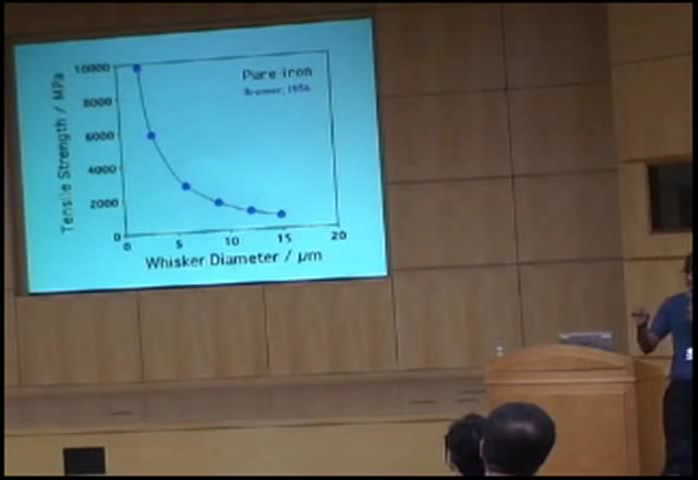 Pure iron
Brenner, 1956
Tensile Strength / MPa
10000
8000
6000
4000
2000
0
0 5 10 15 20
Whisker Diameter / µm